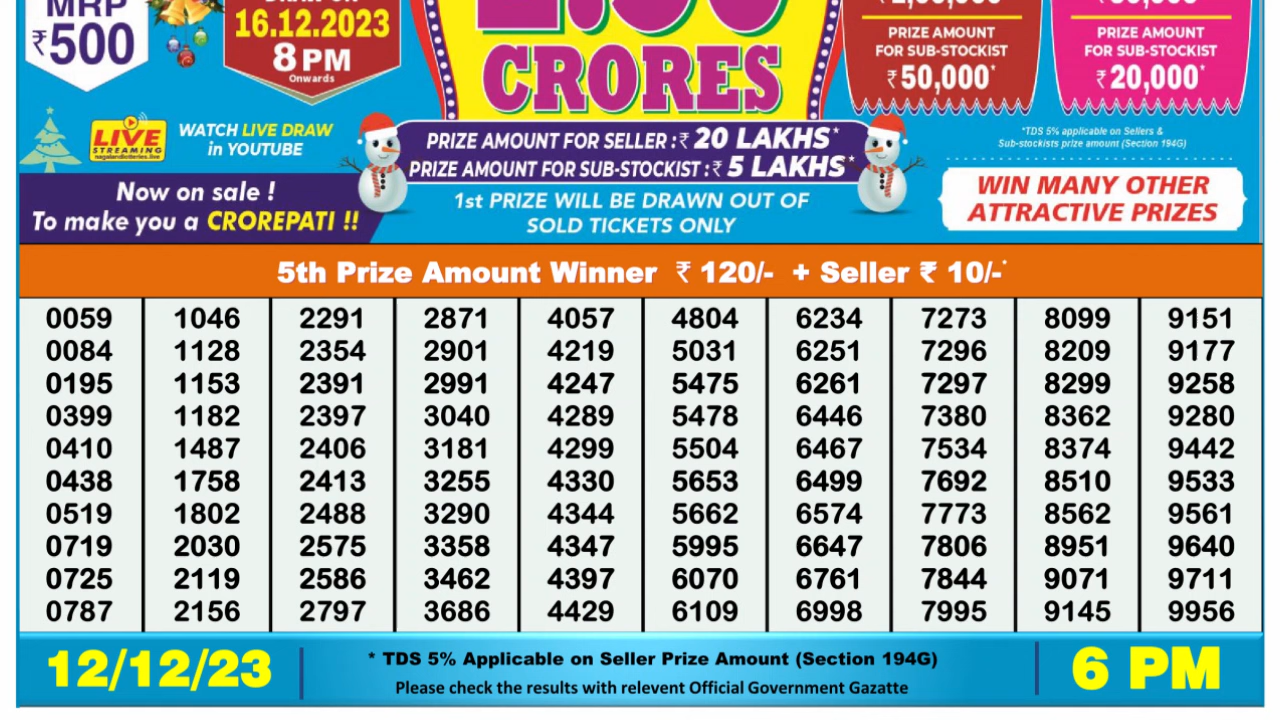 MRP
₹500
16.12.2023
8 PM
Onwards
CRORES
PRIZE AMOUNT
FOR SUB-STOCKIST
₹50,000*
PRIZE AMOUNT
FOR SUB-STOCKIST
₹20,000*
LIVE
STREAMING
nagalandlotteries.live
WATCH LIVE DRAW
in YOUTUBE
PRIZE AMOUNT FOR SELLER :₹ 20 LAKHS*
PRIZE AMOUNT FOR SUB-STOCKIST :₹ 5 LAKHS*
*TDS 5% applicable on Sellers &
Sub-stockists prize amount (Section 194G)
Now on sale !
To make you a CROREPATI !!
1st PRIZE WILL BE DRAWN OUT OF
SOLD TICKETS ONLY
WIN MANY OTHER
ATTRACTIVE PRIZES
5th Prize Amount Winner ₹ 120/- + Seller ₹ 10/-*
0059 1046 2291 2871 4057 4804 6234 7273 8099 9151
0084 1128 2354 2901 4219 5031 6251 7296 8209 9177
0195 1153 2391 2991 4247 5475 6261 7297 8299 9258
0399 1182 2397 3040 4289 5478 6446 7380 8362 9280
0410 1487 2406 3181 4299 5504 6467 7534 8374 9442
0438 1758 2413 3255 4330 5653 6499 7692 8510 9533
0519 1802 2488 3290 4344 5662 6574 7773 8562 9561
0719 2030 2575 3358 4347 5995 6647 7806 8951 9640
0725 2119 2586 3462 4397 6070 6761 7844 9071 9711
0787 2156 2797 3686 4429 6109 6998 7995 9145 9956
12/12/23
* TDS 5% Applicable on Seller Prize Amount (Section 194G)
Please check the results with relevent Official Government Gazatte
6 PM